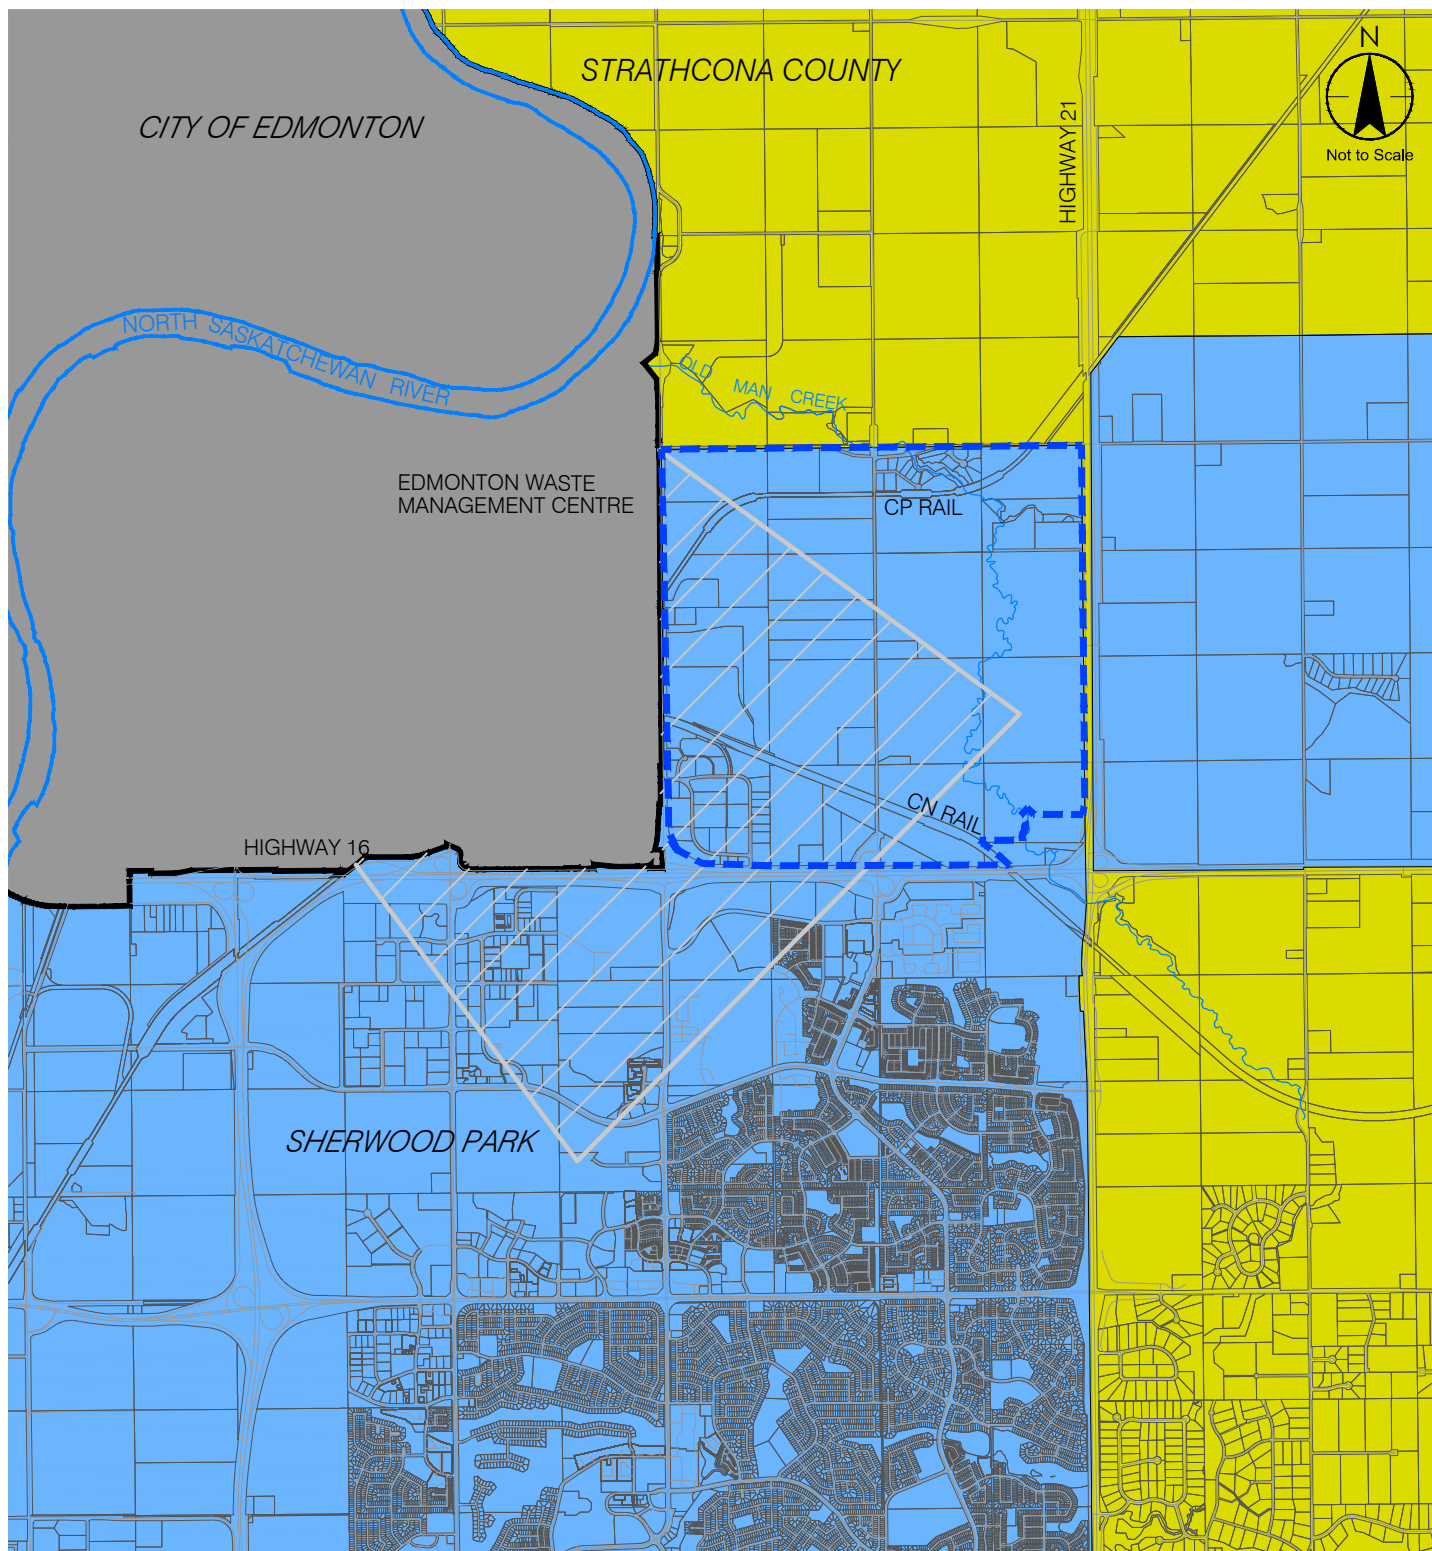 N
STRATHCONA COUNTY
CITY OF EDMONTON
HIGHWAY 21
Not to Scale
NORTH SASKATCHEWAN RIVER
OLD MAN CREEK
EDMONTON WASTE
MANAGEMENT CENTRE
CP RAIL
CN RAIL
HIGHWAY 16
SHERWOOD PARK